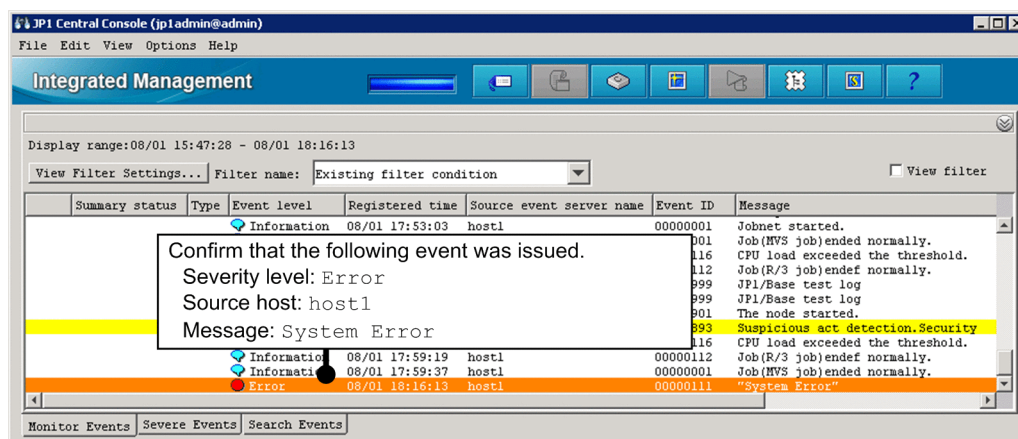 JP1 Central Console (jp1admin@admin)
File Edit View Options Help
Integrated Management
Display range:08/01 15:47:28 - 08/01 18:16:13
View Filter Settings... Filter name: Existing filter condition View filter
Summary status Type Event level Registered time Source event server name Event ID Message
Information 08/01 17:53:03 host1 00000001 Jobnet started.
001 Job(MVS job)ended normally.
116 CPU load exceeded the threshold.
112 Job(R/3 job)endef normally.
999 JP1/Base test log
999 JP1/Base test log
901 The node started.
893 Suspicious act detection.Security
116 CPU load exceeded the threshold.
Confirm that the following event was issued.
Severity level: Error
Source host: host1
Message: System Error
Informatio 08/01 17:59:19 host1 00000112 Job(R/3 job)endef normally.
Information 08/01 17:59:37 host1 00000001 Job(MVS job)ended normally.
Error 08/01 18:16:13 host1 00000111 "System Error"
Monitor Events Severe Events Search Events